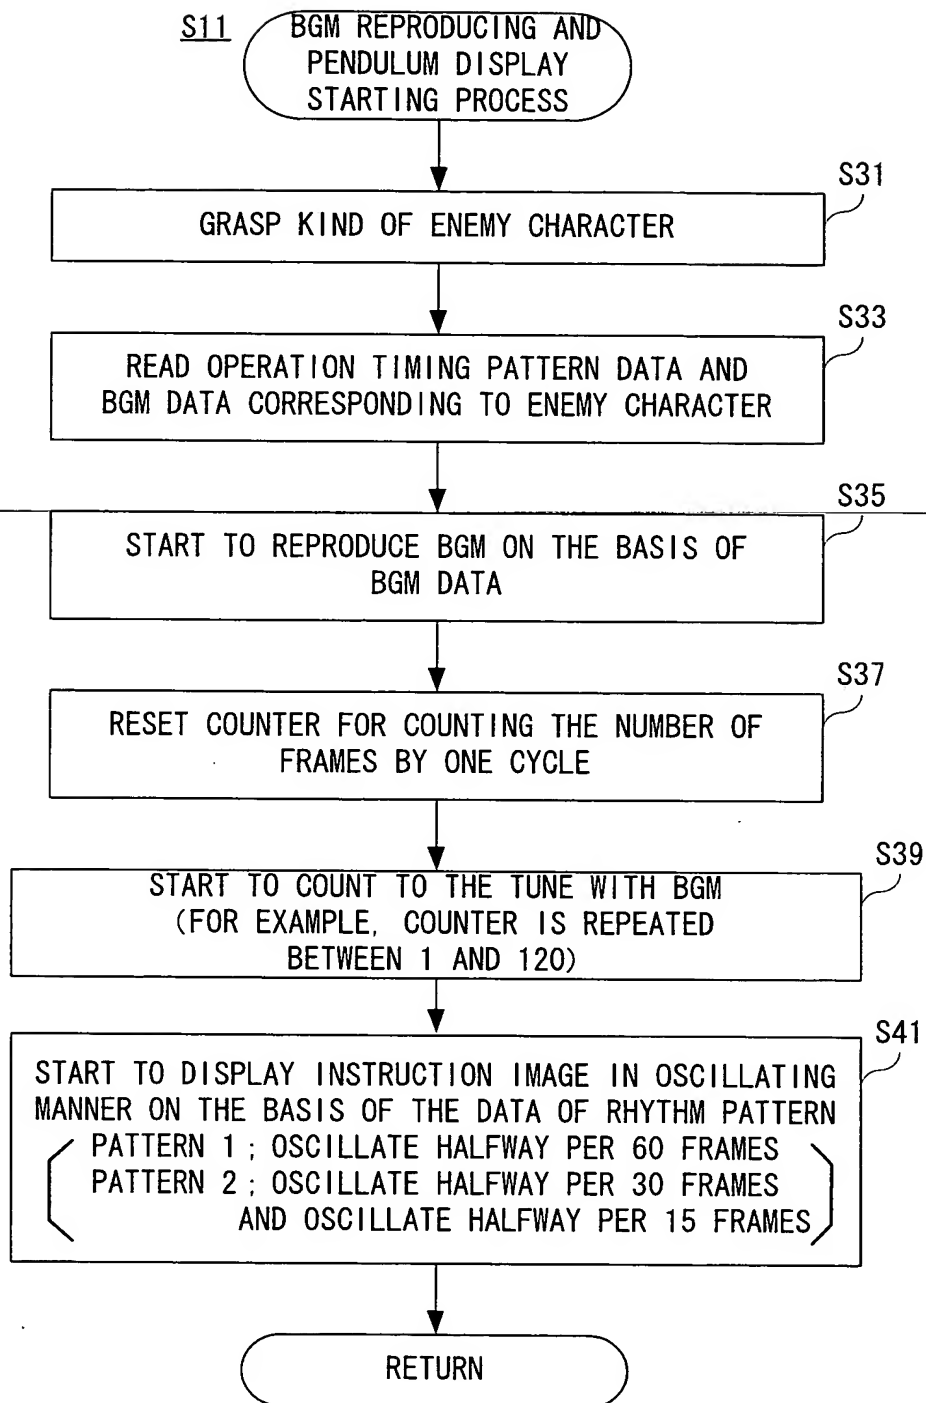 S11
BGM REPRODUCING AND
PENDULUM DISPLAY
STARTING PROCESS
S31
GRASP KIND OF ENEMY CHARACTER
S33
READ OPERATION TIMING PATTERN DATA AND
BGM DATA CORRESPONDING TO ENEMY CHARACTER
S35
START TO REPRODUCE BGM ON THE BASIS OF
BGM DATA
S37
RESET COUNTER FOR COUNTING THE NUMBER OF
FRAMES BY ONE CYCLE
S39
START TO COUNT TO THE TUNE WITH BGM
(FOR EXAMPLE, COUNTER IS REPEATED
BETWEEN 1 AND 120)
S41
START TO DISPLAY INSTRUCTION IMAGE IN OSCILLATING
MANNER ON THE BASIS OF THE DATA OF RHYTHM PATTERN
PATTERN 1 ; OSCILLATE HALFWAY PER 60 FRAMES
PATTERN 2 ; OSCILLATE HALFWAY PER 30 FRAMES
AND OSCILLATE HALFWAY PER 15 FRAMES
RETURN